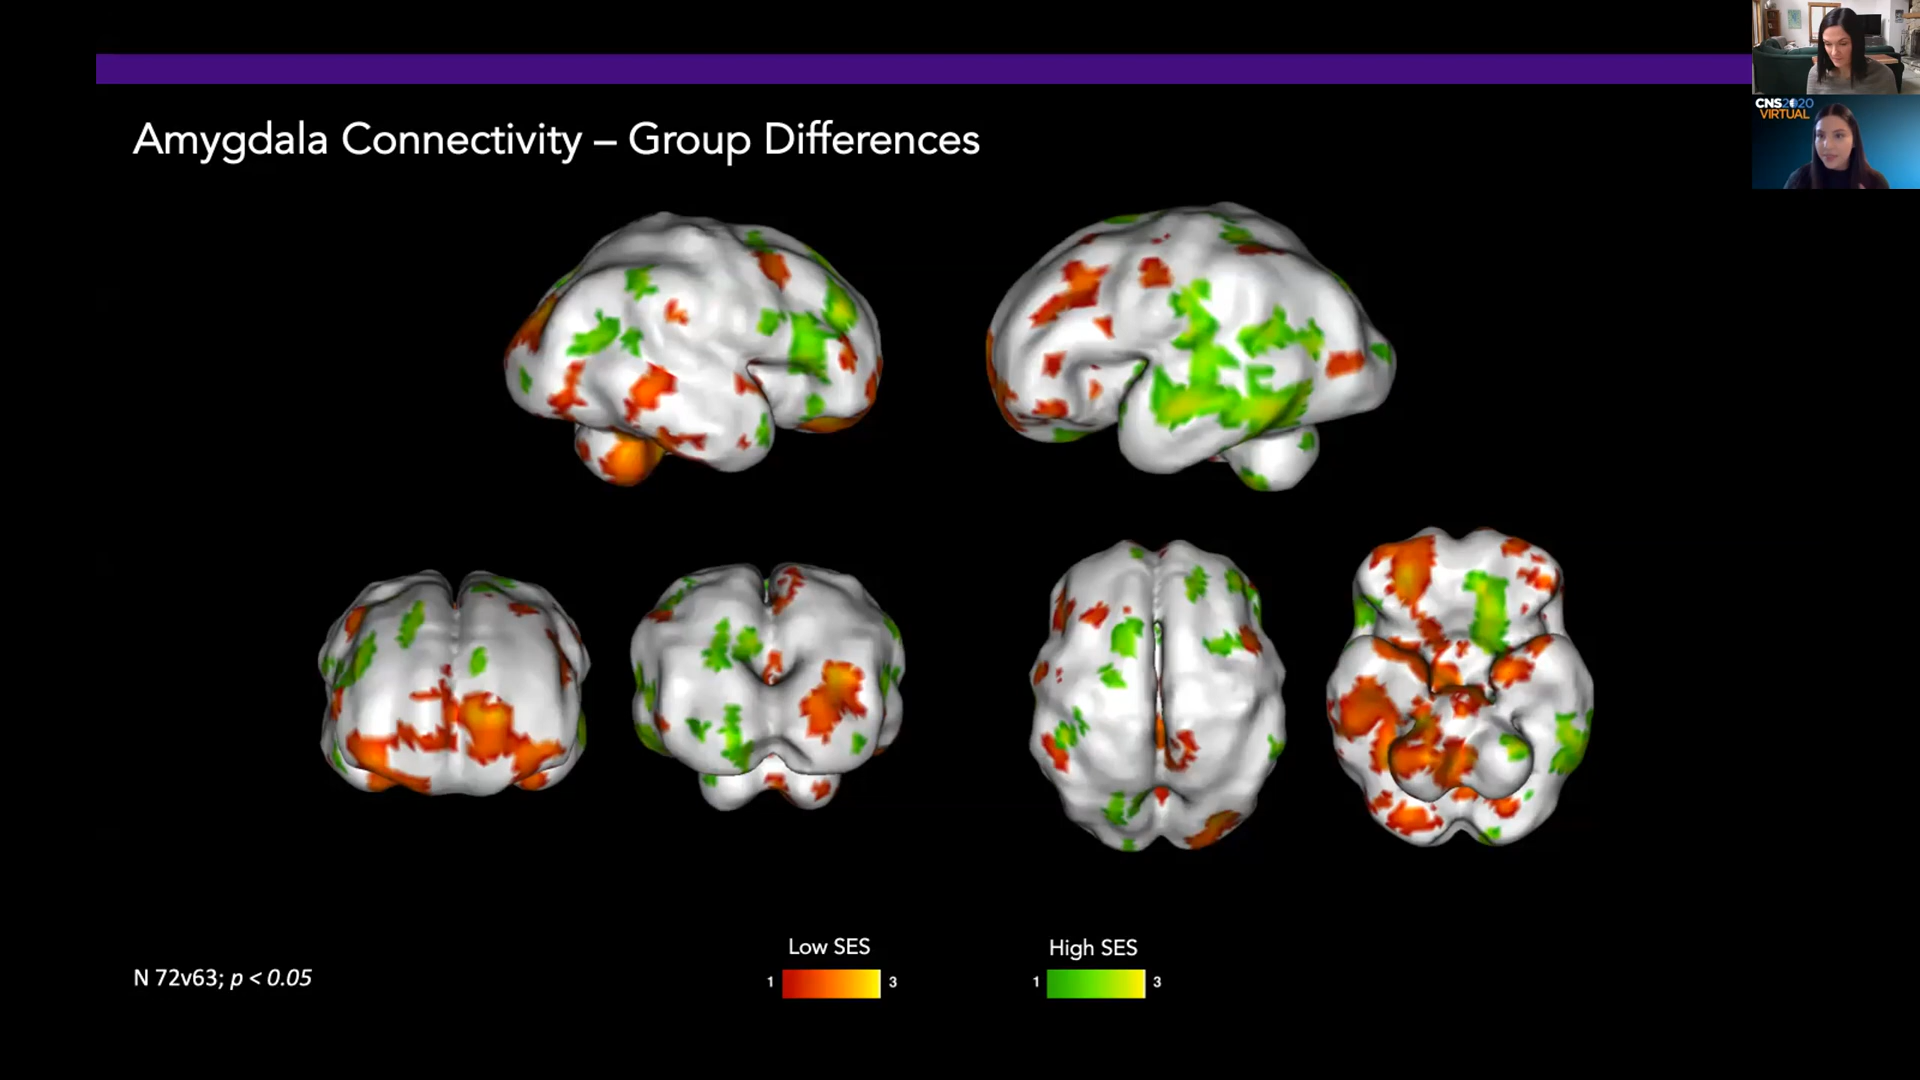 CNS2020
VIRTUAL
Amygdala Connectivity – Group Differences
Low SES
1 3
High SES
1 3
N 72v63; p < 0.05